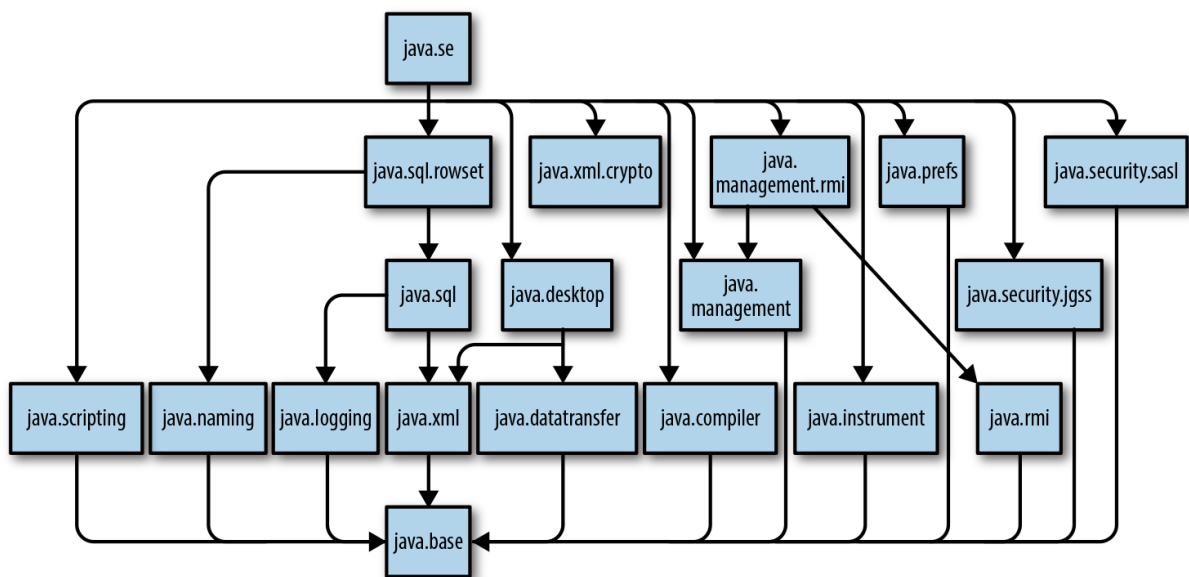 java.se
java.sql.rowset
java.xml.crypto
java.
management.rmi
java.prefs
java.security.sasl
java.sql
java.desktop
java.
management
java.security.jgss
java.scripting
java.naming
java.logging
java.xml
java.datatransfer
java.compiler
java.instrument
java.rmi
java.base